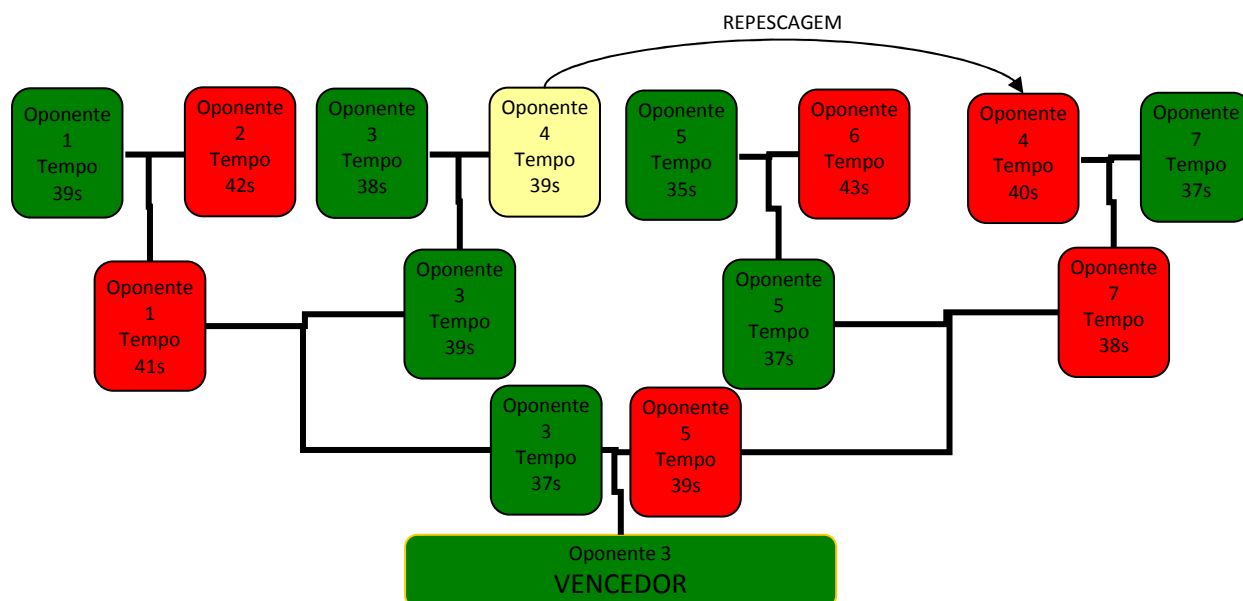 REPESCAGEM
Oponente
1
Tempo
39s
Oponente
2
Tempo
42s
Oponente
3
Tempo
38s
Oponente
4
Tempo
39s
Oponente
5
Tempo
35s
Oponente
6
Tempo
43s
Oponente
4
Tempo
40s
Oponente
7
Tempo
37s
Oponente
1
Tempo
41s
Oponente
3
Tempo
39s
Oponente
5
Tempo
37s
Oponente
7
Tempo
38s
Oponente
3
Tempo
37s
Oponente
5
Tempo
39s
Oponente 3
VENCEDOR